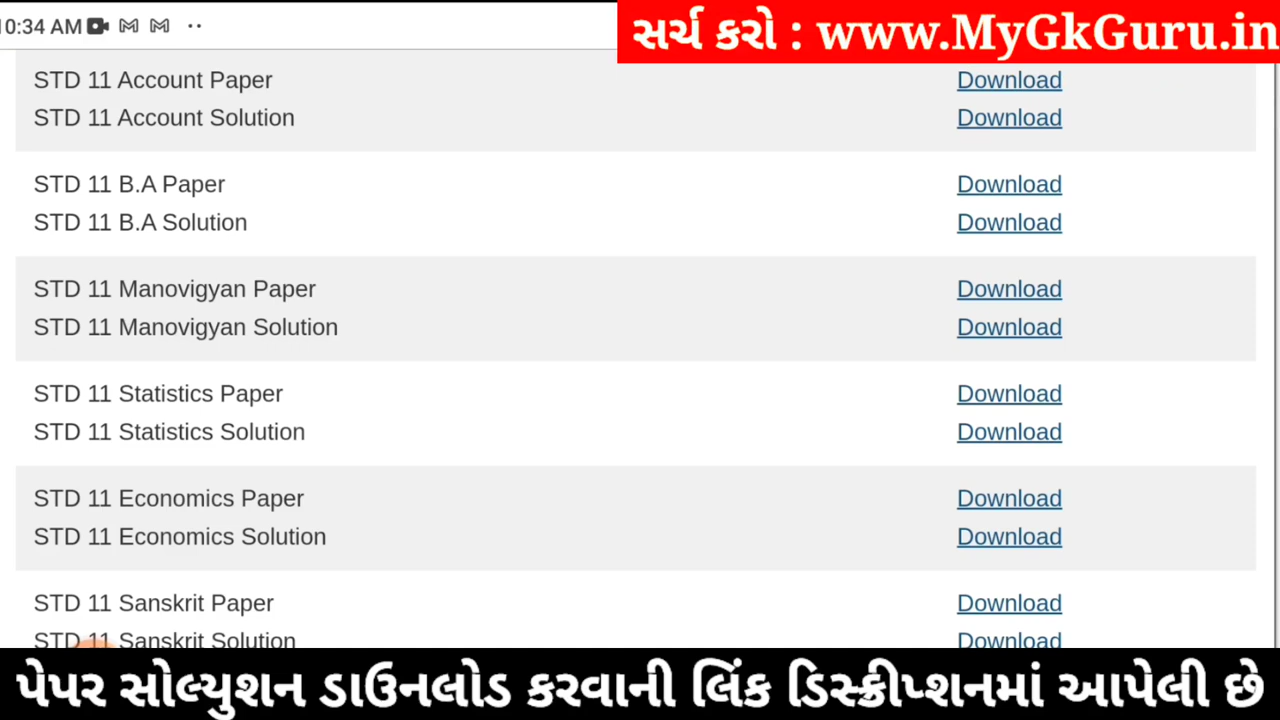 10:34 AM
સર્ચ કરો : www.MyGkGuru.in
STD 11 Account Paper Download
STD 11 Account Solution Download
STD 11 B.A Paper Download
STD 11 B.A Solution Download
STD 11 Manovigyan Paper Download
STD 11 Manovigyan Solution Download
STD 11 Statistics Paper Download
STD 11 Statistics Solution Download
STD 11 Economics Paper Download
STD 11 Economics Solution Download
STD 11 Sanskrit Paper Download
STD 11 Sanskrit Solution Download
પેપર સોલ્યુશન ડાઉનલોડ કરવાની લિંક ડિસ્ક્રીપ્શનમાં આપેલી છે